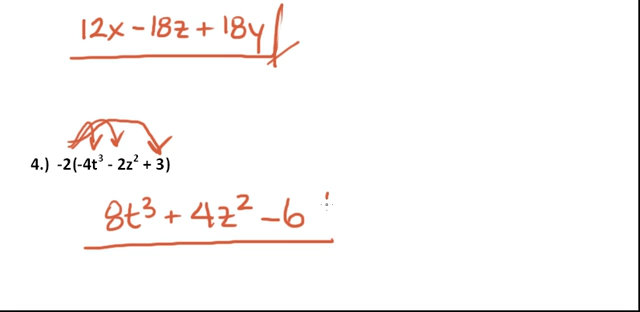 12x - 18z + 18y
4.) -2(-4t³ - 2z² + 3)
8t³ + 4z² - 6